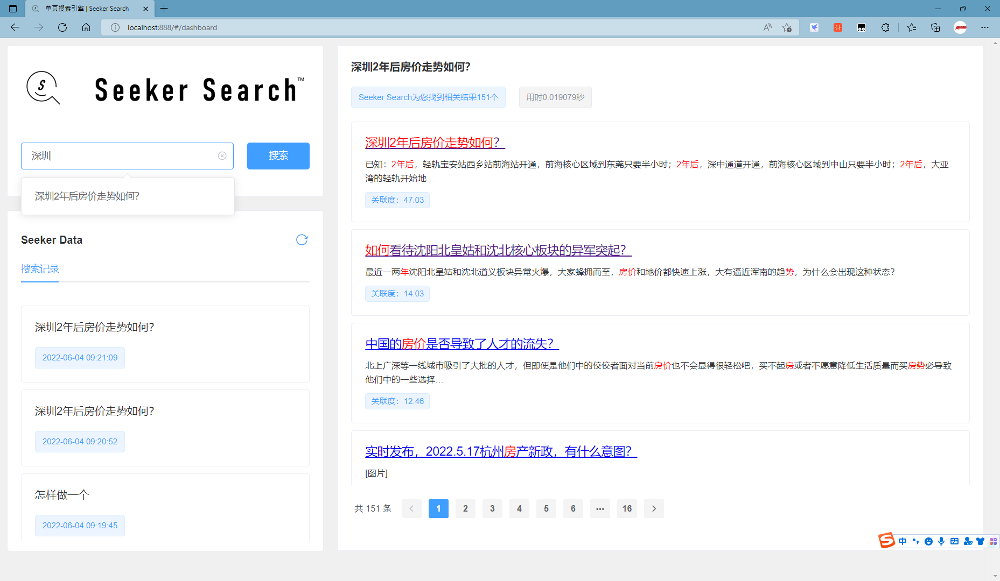 单页搜索引擎 | Seeker Search
localhost:888/#/dashboard
S
Seeker Search™
深圳
搜索
深圳2年后房价走势如何?
Seeker Data
搜索记录
深圳2年后房价走势如何?
2022-06-04 09:21:09
深圳2年后房价走势如何?
2022-06-04 09:20:52
怎样做一个
2022-06-04 09:19:45
深圳2年后房价走势如何?
Seeker Search为您找到相关结果151个
用时0.019079秒
深圳2年后房价走势如何？
已知：2年后，轻轨宝安站西乡站前海站开通，前海核心区域到东莞只要半小时；2年后，深中通道开通，前海核心区域到中山只要半小时；2年后，大亚
湾的轻轨开始地...
关联度：47.03
如何看待沈阳北皇姑和沈北核心板块的异军突起？
最近一两年沈阳北皇姑和沈北道义板块异常火爆，大家蜂拥而至，房价和地价都快速上涨，大有逼近浑南的趋势，为什么会出现这种状态？
关联度：14.03
中国的房价是否导致了人才的流失？
北上广深等一线城市吸引了大批的人才，但即使是他们中的佼佼者面对当前房价也不会显得很轻松吧，买不起房或者不愿意降低生活质量而买房势必导致
他们中的一些选择...
关联度：12.46
实时发布，2022.5.17杭州房产新政，有什么意图？
[图片]
共 151 条
1
2
3
4
5
6
•••
16
S
中